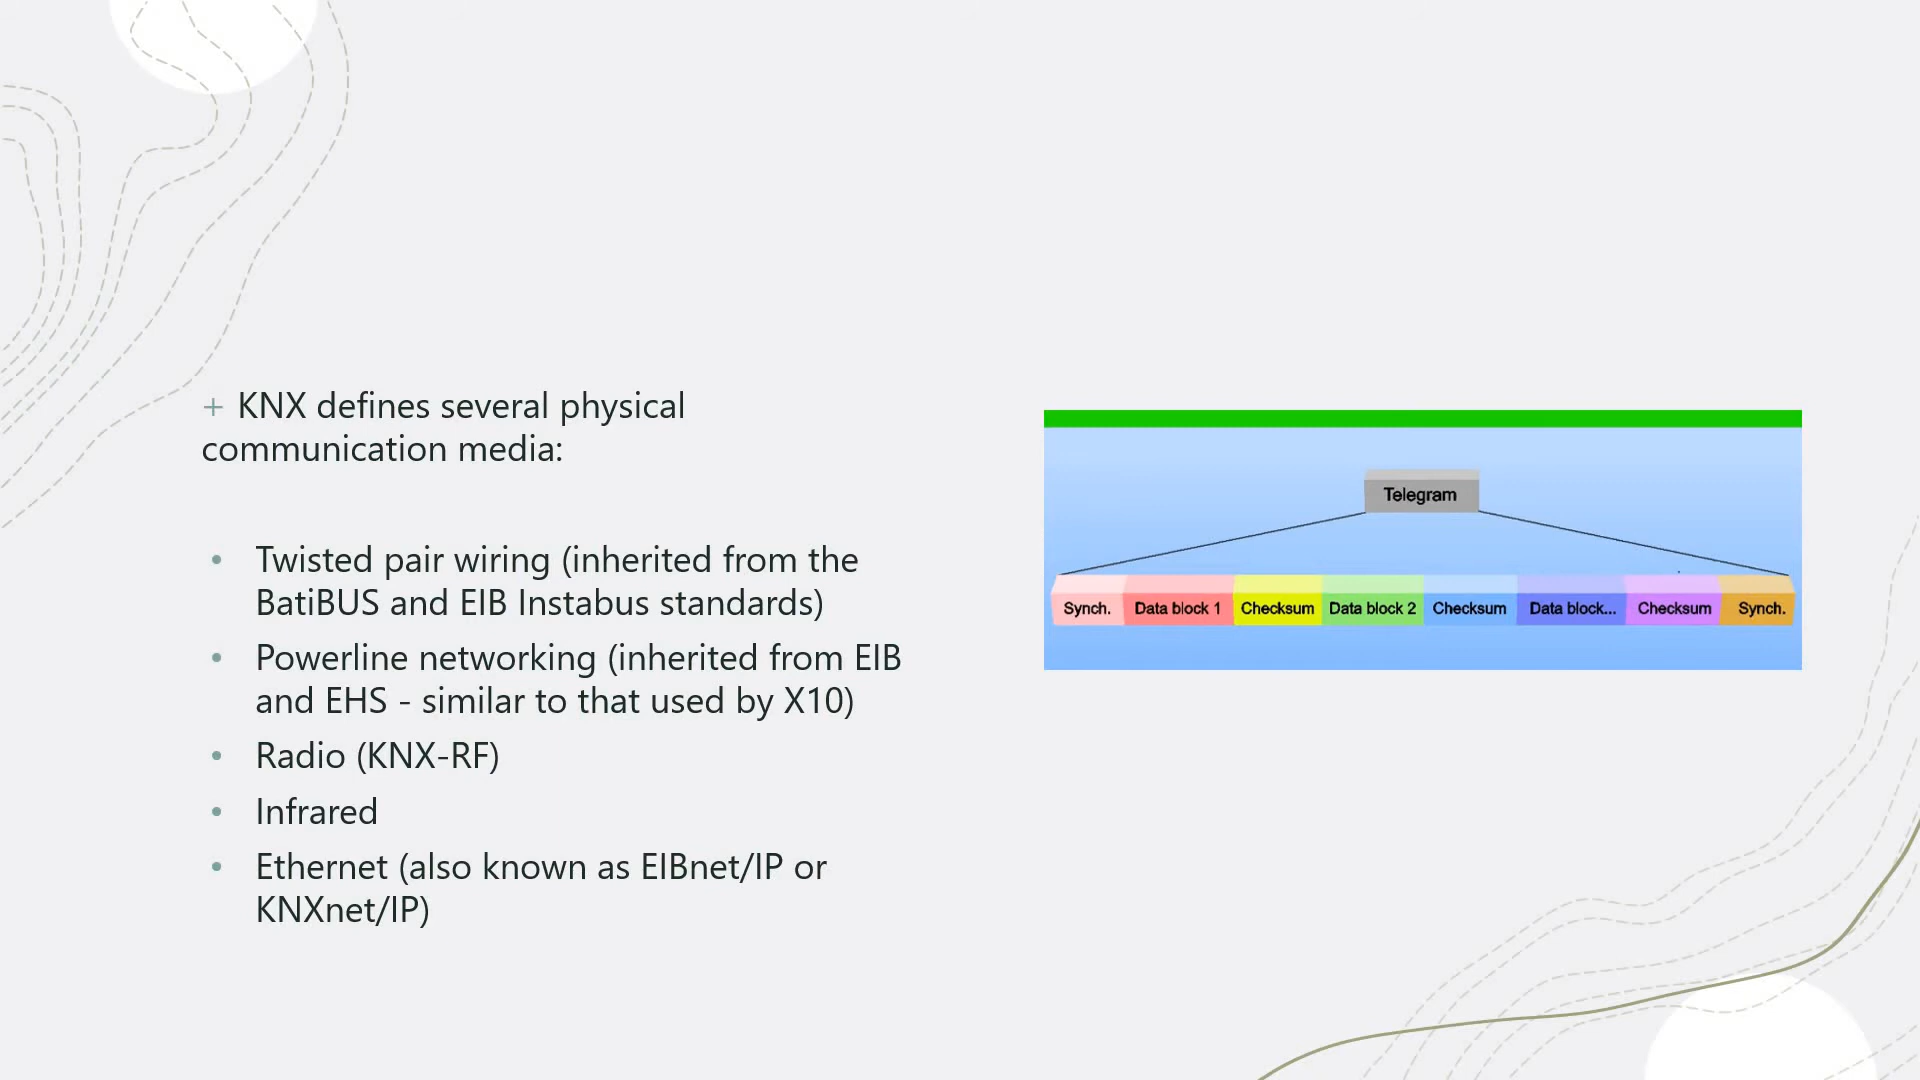 + KNX defines several physical
communication media:
• Twisted pair wiring (inherited from the
BatiBUS and EIB Instabus standards)
• Powerline networking (inherited from EIB
and EHS - similar to that used by X10)
• Radio (KNX-RF)
• Infrared
• Ethernet (also known as EIBnet/IP or
KNXnet/IP)
Telegram
Synch. Data block 1 Checksum Data block 2 Checksum Data block... Checksum Synch.